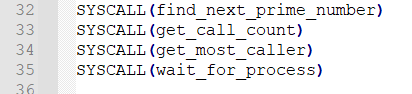 32 SYSCALL(find_next_prime_number)
33 SYSCALL(get_call_count)
34 SYSCALL(get_most_caller)
35 SYSCALL(wait_for_process)
36